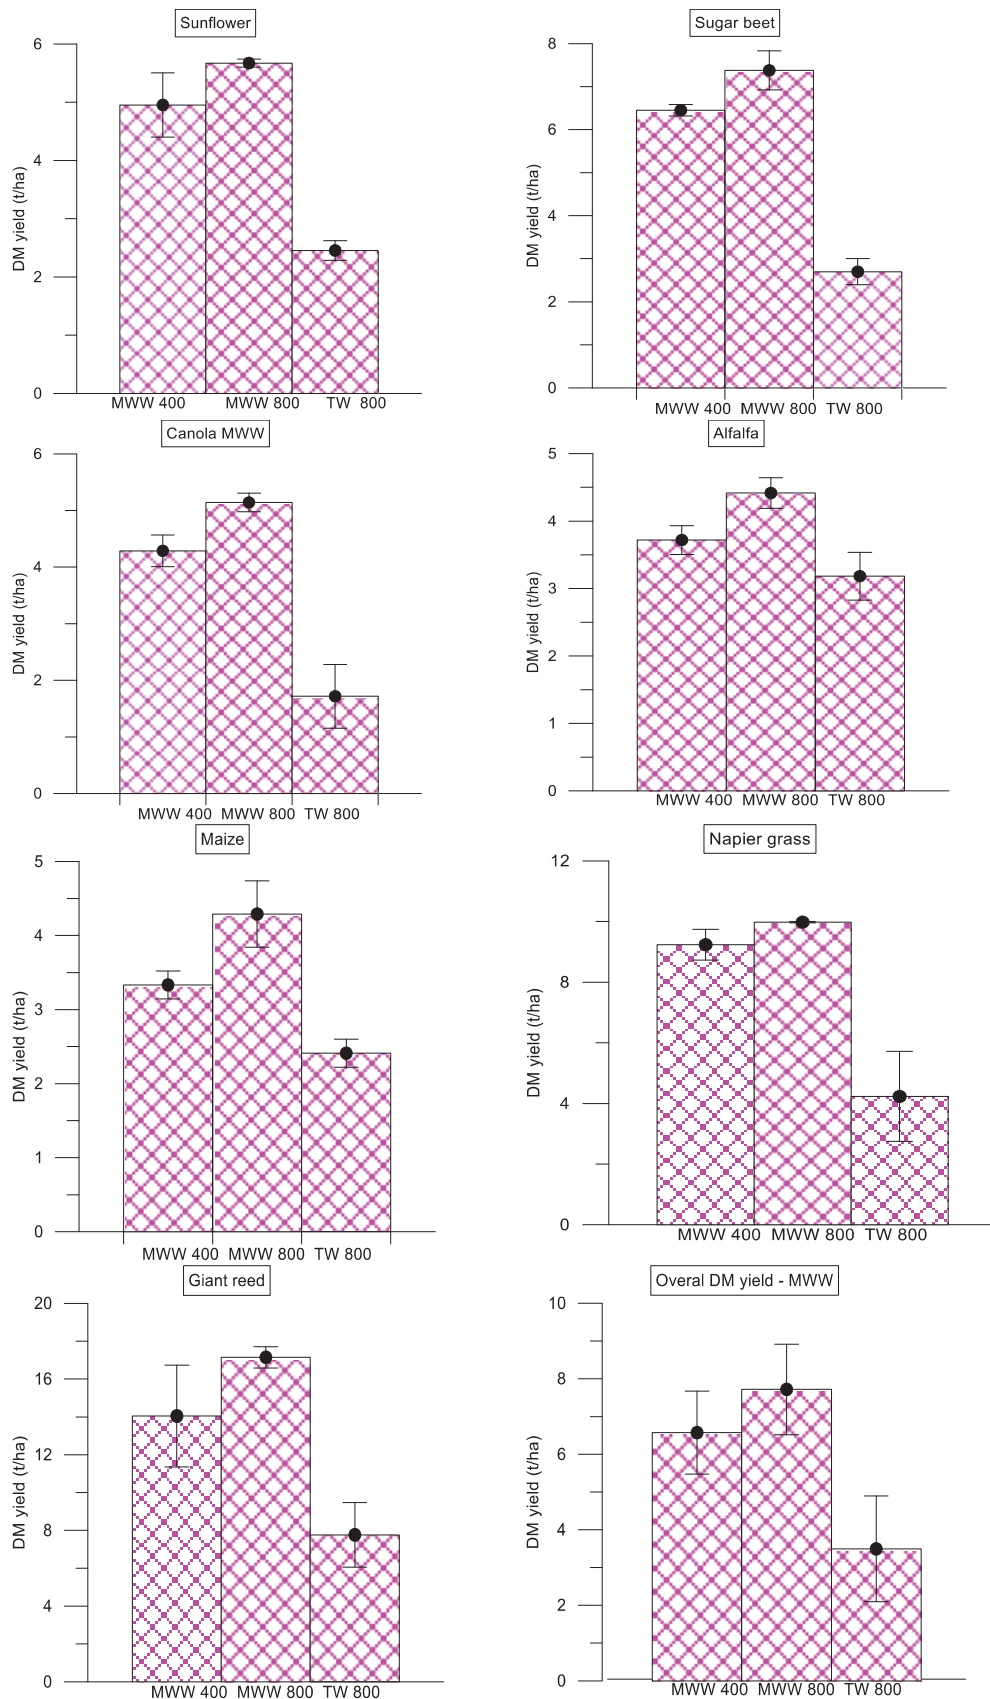 Sunflower
6
4
2
0
DM yield (t/ha)
MWW 400 MWW 800 TW 800
Sugar beet
8
6
4
2
0
DM yield (t/ha)
MWW 400 MWW 800 TW 800
Canola MWW
6
4
2
0
DM yield (t/ha)
MWW 400 MWW 800 TW 800
Alfalfa
5
4
3
2
1
0
DM yield (t/ha)
MWW 400 MWW 800 TW 800
Maize
5
4
3
2
1
0
DM yield (t/ha)
MWW 400 MWW 800 TW 800
Napier grass
12
8
4
0
DM yield (t/ha)
MWW 400 MWW 800 TW 800
Giant reed
20
16
12
8
4
0
DM yield (t/ha)
MWW 400 MWW 800 TW 800
Overal DM yield - MWW
10
8
6
4
2
0
DM yield (t/ha)
MWW 400 MWW 800 TW 800